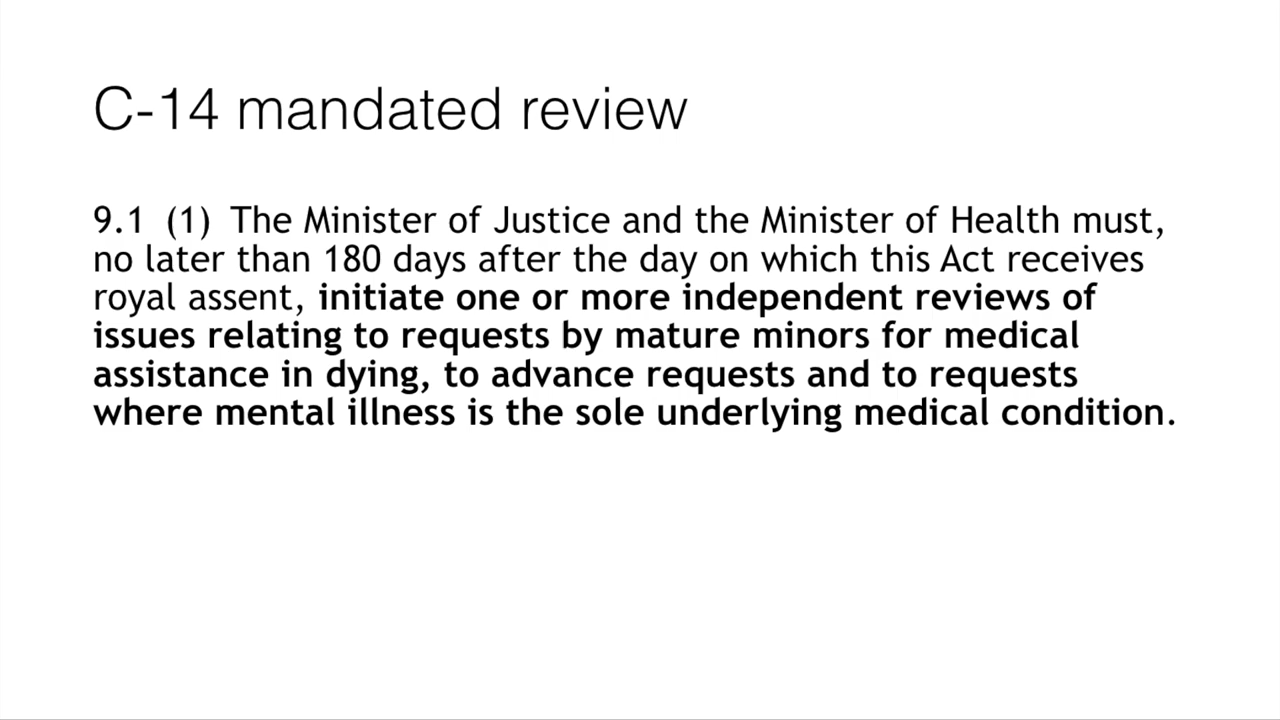 C-14 mandated review
9.1 (1) The Minister of Justice and the Minister of Health must,
no later than 180 days after the day on which this Act receives
royal assent, initiate one or more independent reviews of
issues relating to requests by mature minors for medical
assistance in dying, to advance requests and to requests
where mental illness is the sole underlying medical condition.